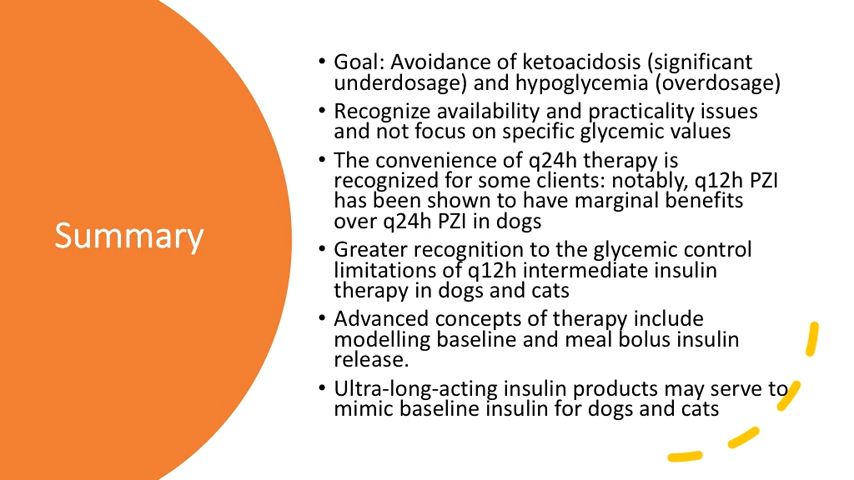 Summary
• Goal: Avoidance of ketoacidosis (significant
underdosage) and hypoglycemia (overdosage)
• Recognize availability and practicality issues
and not focus on specific glycemic values
• The convenience of q24h therapy is
recognized for some clients: notably, q12h PZI
has been shown to have marginal benefits
over q24h PZI in dogs
• Greater recognition to the glycemic control
limitations of q12h intermediate insulin
therapy in dogs and cats
• Advanced concepts of therapy include
modelling baseline and meal bolus insulin
release.
• Ultra-long-acting insulin products may serve to
mimic baseline insulin for dogs and cats